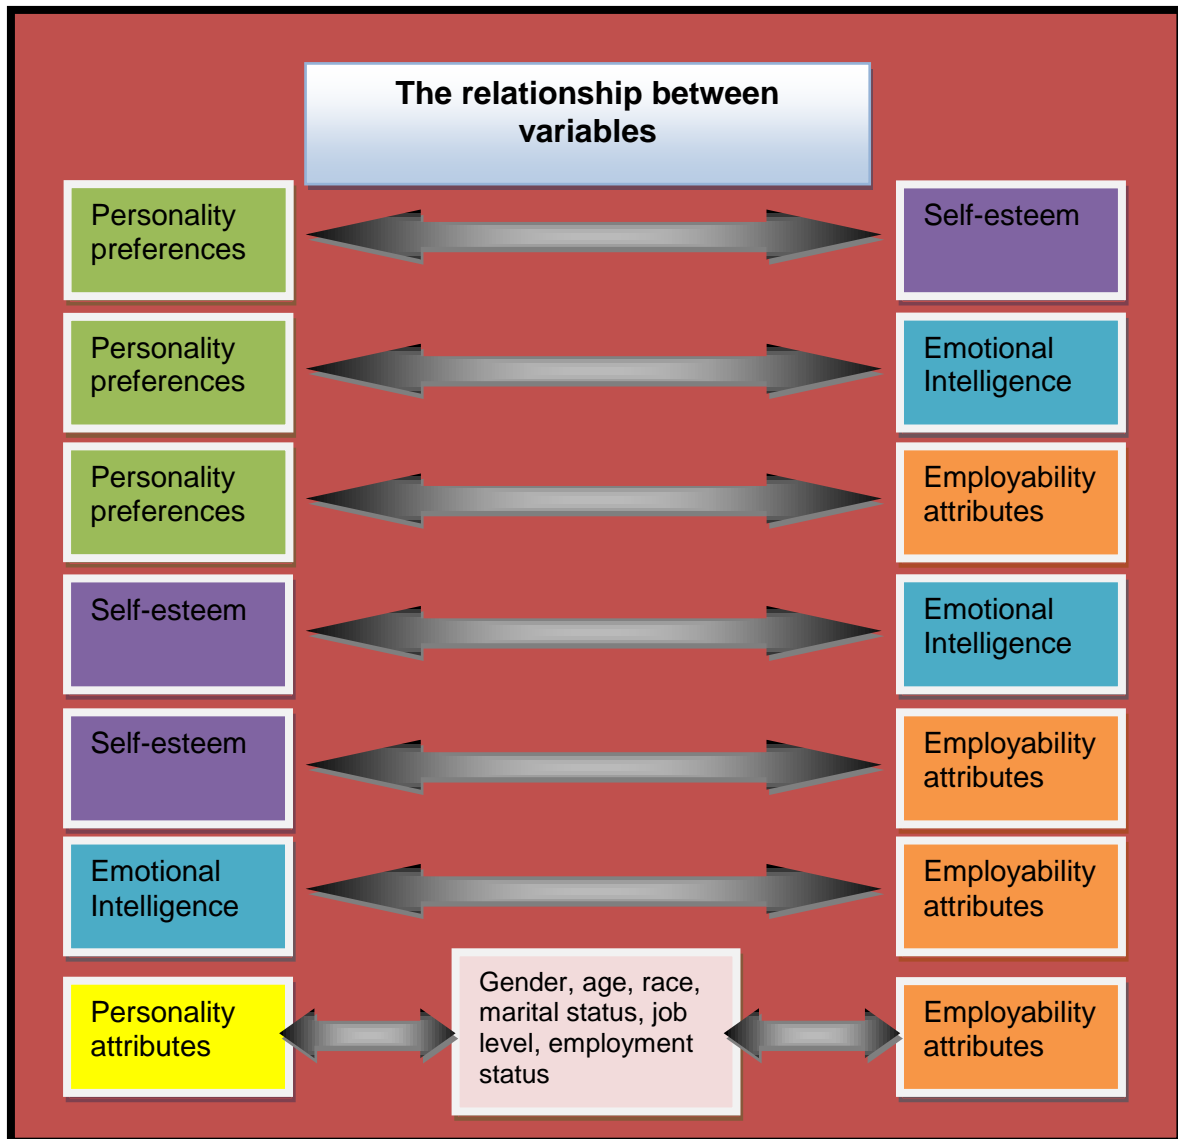 The relationship between
variables
Personality
preferences
Self-esteem
Personality
preferences
Emotional
Intelligence
Personality
preferences
Employability
attributes
Self-esteem
Emotional
Intelligence
Self-esteem
Employability
attributes
Emotional
Intelligence
Employability
attributes
Personality
attributes
Gender, age, race,
marital status, job
level, employment
status
Employability
attributes